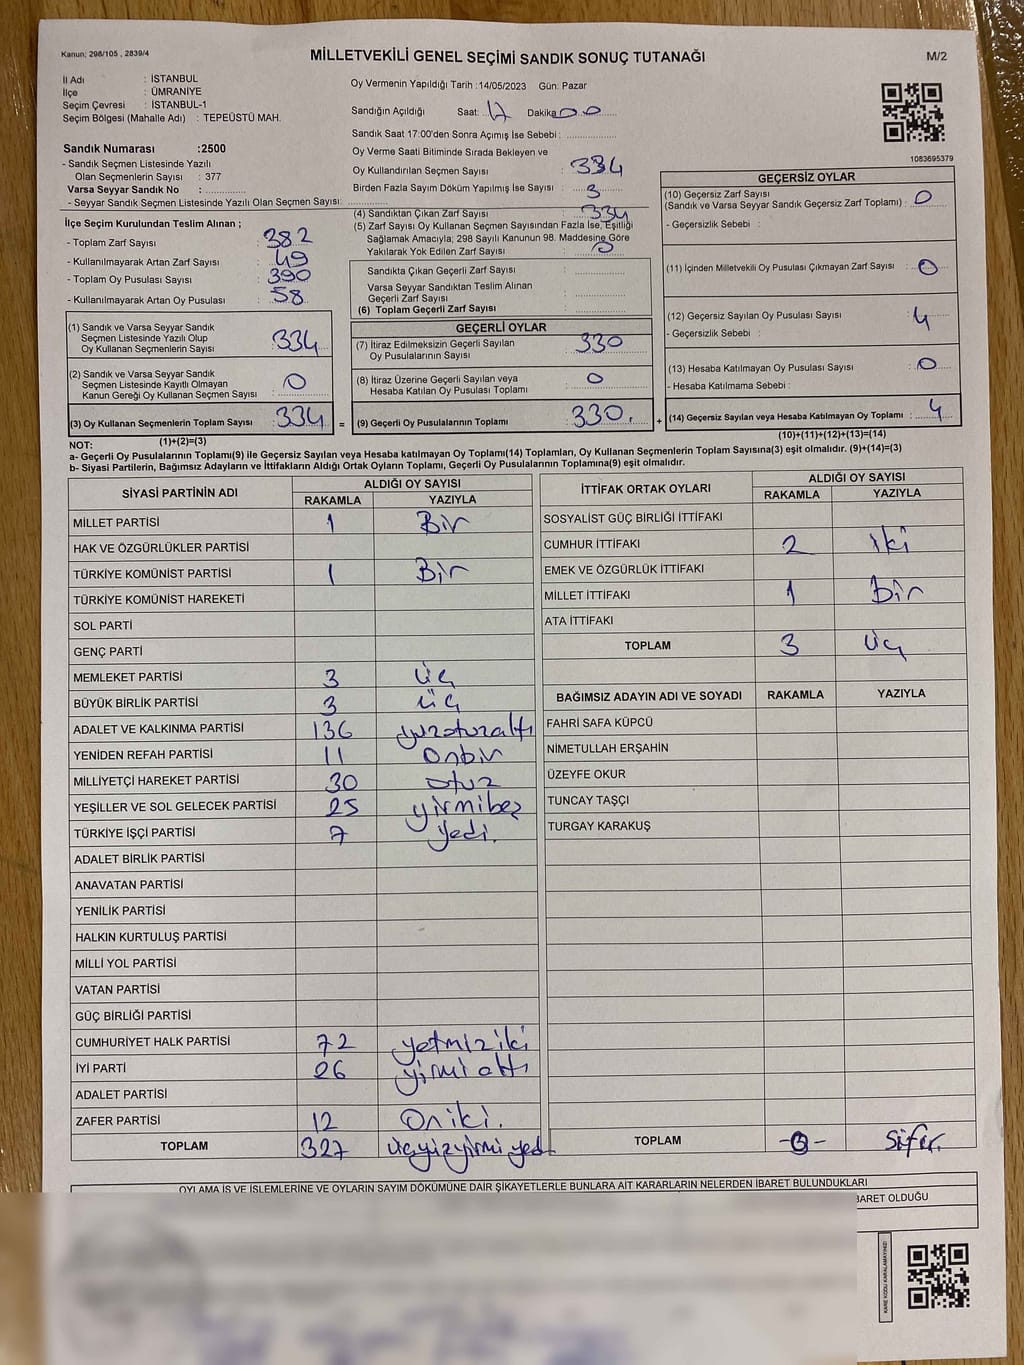 Kanun: 298/105 , 2839/4
MİLLETVEKİLİ GENEL SEÇİMİ SANDIK SONUÇ TUTANAĞI
M/2
İl Adı : İSTANBUL
İlçe : ÜMRANİYE
Seçim Çevresi : İSTANBUL-1
Seçim Bölgesi (Mahalle Adı) : TEPEÜSTÜ MAH.
Sandık Numarası :2500
- Sandık Seçmen Listesinde Yazılı
Olan Seçmenlerin Sayısı : 377
Varsa Seyyar Sandık No :
- Seyyar Sandık Seçmen Listesinde Yazılı Olan Seçmen Sayısı:
İlçe Seçim Kurulundan Teslim Alınan ;
- Toplam Zarf Sayısı : 382
- Kullanılmayarak Artan Zarf Sayısı : 49
- Toplam Oy Pusulası Sayısı : 390
- Kullanılmayarak Artan Oy Pusulası : 58
(1) Sandık ve Varsa Seyyar Sandık
Seçmen Listesinde Yazılı Olup
Oy Kullanan Seçmenlerin Sayısı : 334
(2) Sandık ve Varsa Seyyar Sandık
Seçmen Listesinde Kayıtlı Olmayan
Kanun Gereği Oy Kullanan Seçmen Sayısı : 0
(3) Oy Kullanan Seçmenlerin Toplam Sayısı : 334 =
(1)+(2)=(3)
Oy Vermenin Yapıldığı Tarih :14/05/2023 Gün: Pazar
Sandığın Açıldığı Saat: 17 Dakika 00
Sandık Saat 17:00'den Sonra Açımış İse Sebebi :
Oy Verme Saati Bitiminde Sırada Bekleyen ve
Oy Kullandırılan Seçmen Sayısı : 334
Birden Fazla Sayım Döküm Yapılmış İse Sayısı : 3
(4) Sandıktan Çıkan Zarf Sayısı : 334
(5) Zarf Sayısı Oy Kullanan Seçmen Sayısından Fazla İse, Eşitliği
Sağlamak Amacıyla; 298 Sayılı Kanunun 98. Maddesine Göre
Yakılarak Yok Edilen Zarf Sayısı : 0
Sandıkta Çıkan Geçerli Zarf Sayısı :
Varsa Seyyar Sandıktan Teslim Alınan
Geçerli Zarf Sayısı :
(6) Toplam Geçerli Zarf Sayısı :
GEÇERLİ OYLAR
(7) İtiraz Edilmeksizin Geçerli Sayılan
Oy Pusulalarının Sayısı : 330
(8) İtiraz Üzerine Geçerli Sayılan veya
Hesaba Katılan Oy Pusulası Toplamı : 0
(9) Geçerli Oy Pusulalarının Toplamı : 330. +
1083695379
GEÇERSİZ OYLAR
(10) Geçersiz Zarf Sayısı
(Sandık ve Varsa Seyyar Sandık Geçersiz Zarf Toplamı) : 0
- Geçersizlik Sebebi :
(11) İçinden Milletvekili Oy Pusulası Çıkmayan Zarf Sayısı : 0
(12) Geçersiz Sayılan Oy Pusulası Sayısı : 4
- Geçersizlik Sebebi :
(13) Hesaba Katılmayan Oy Pusulası Sayısı : 0
- Hesaba Katılmama Sebebi :
(14) Geçersiz Sayılan veya Hesaba Katılmayan Oy Toplamı : 4
(10)+(11)+(12)+(13)=(14)
NOT:
a- Geçerli Oy Pusulalarının Toplamı(9) ile Geçersiz Sayılan veya Hesaba katılmayan Oy Toplamı(14) Toplamları, Oy Kullanan Seçmenlerin Toplam Sayısına(3) eşit olmalıdır. (9)+(14)=(3)
b- Siyasi Partilerin, Bağımsız Adayların ve İttifakların Aldığı Ortak Oyların Toplamı, Geçerli Oy Pusulalarının Toplamına(9) eşit olmalıdır.
SİYASİ PARTİNİN ADI ALDIĞI OY SAYISI
RAKAMLA YAZIYLA
MİLLET PARTİSİ 1 Bir
HAK VE ÖZGÜRLÜKLER PARTİSİ
TÜRKİYE KOMÜNİST PARTİSİ 1 Bir
TÜRKİYE KOMÜNİST HAREKETİ
SOL PARTİ
GENÇ PARTİ
MEMLEKET PARTİSİ 3 üç
BÜYÜK BİRLİK PARTİSİ 3 üç
ADALET VE KALKINMA PARTİSİ 136 yüzotuzaltı
YENİDEN REFAH PARTİSİ 11 Onbir
MİLLİYETÇİ HAREKET PARTİSİ 30 otuz
YEŞİLLER VE SOL GELECEK PARTİSİ 25 yirmibeş
TÜRKİYE İŞÇİ PARTİSİ 7 yedi.
ADALET BİRLİK PARTİSİ
ANAVATAN PARTİSİ
YENİLİK PARTİSİ
HALKIN KURTULUŞ PARTİSİ
MİLLİ YOL PARTİSİ
VATAN PARTİSİ
GÜÇ BİRLİĞİ PARTİSİ
CUMHURİYET HALK PARTİSİ 72 yetmiziki
İYİ PARTİ 26 yirmi altı
ADALET PARTİSİ
ZAFER PARTİSİ 12 Oniki.
TOPLAM 327 üçyüzyirmi yedi
İTTİFAK ORTAK OYLARI ALDIĞI OY SAYISI
RAKAMLA YAZIYLA
SOSYALİST GÜÇ BİRLİĞİ İTTİFAKI
CUMHUR İTTİFAKI 2 iki
EMEK VE ÖZGÜRLÜK İTTİFAKI
MİLLET İTTİFAKI 1 Bir
ATA İTTİFAKI
TOPLAM 3 üç
BAĞIMSIZ ADAYIN ADI VE SOYADI RAKAMLA YAZIYLA
FAHRİ SAFA KÜPCÜ
NİMETULLAH ERŞAHİN
ÜZEYFE OKUR
TUNCAY TAŞÇI
TURGAY KARAKUŞ
TOPLAM -0- Sıfır.
OYLAMA İŞ VE İŞLEMLERİNE VE OYLARIN SAYIM DÖKÜMÜNE DAİR ŞİKAYETLERLE BUNLARA AİT KARARLARIN NELERDEN İBARET BULUNDUKLARI
İBARET OLDUĞU
KARE KODU KARALAMAYINIZ!